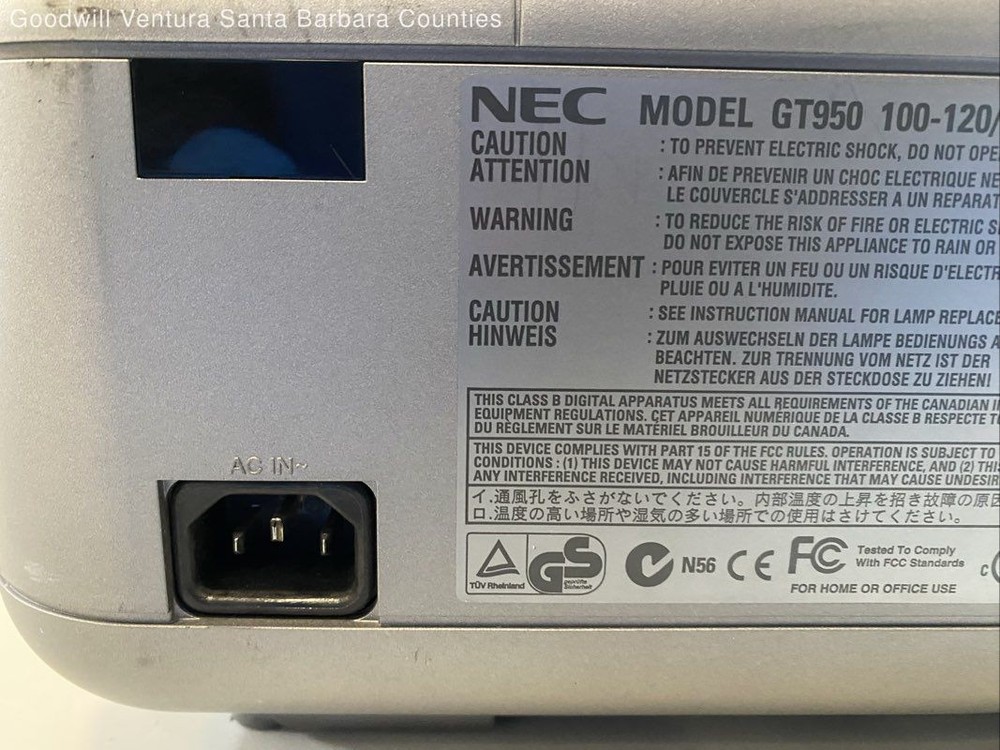 Goodwill Ventura Santa Barbara Counties
NEC MODEL GT950 100-120/
CAUTION : TO PREVENT ELECTRIC SHOCK, DO NOT OPE
ATTENTION : AFIN DE PREVENIR UN CHOC ELECTRIQUE NE
LE COUVERCLE S'ADDRESSER A UN REPARAT
WARNING : TO REDUCE THE RISK OF FIRE OR ELECTRIC
DO NOT EXPOSE THIS APPLIANCE TO RAIN OR
AVERTISSEMENT : POUR EVITER UN FEU OU UN RISQUE D'ELECTR
PLUIE OU A L'HUMIDITE.
CAUTION : SEE INSTRUCTION MANUAL FOR LAMP REPLACE
HINWEIS : ZUM AUSWECHSELN DER LAMPE BEDIENUNGS A
BEACHTEN. ZUR TRENNUNG VOM NETZ IST DER
NETZSTECKER AUS DER STECKDOSE ZU ZIEHEN!
THIS CLASS B DIGITAL APPARATUS MEETS ALL REQUIREMENTS OF THE CANADIAN
EQUIPMENT REGULATIONS. CET APPAREIL NUMÉRIQUE DE LA CLASSE B RESPECTE
DU RÈGLEMENT SUR LE MATÉRIEL BROUILLEUR DU CANADA.
THIS DEVICE COMPLIES WITH PART 15 OF THE FCC RULES. OPERATION IS SUBJECT TO
CONDITIONS : (1) THIS DEVICE MAY NOT CAUSE HARMFUL INTERFERENCE, AND (2) THI
ANY INTERFERENCE RECEIVED, INCLUDING INTERFERENCE THAT MAY CAUSE UNDESIR
イ.通風孔をふさがないでください。内部温度の上昇を招き故障の原因
ロ.温度の高い場所や湿気の多い場所での使用はさけてください。
AC IN~
TÜV Rheinland
GS
geprüfte
Sicherheit
N56
CE
FC
Tested To Comply
With FCC Standards
FOR HOME OR OFFICE USE